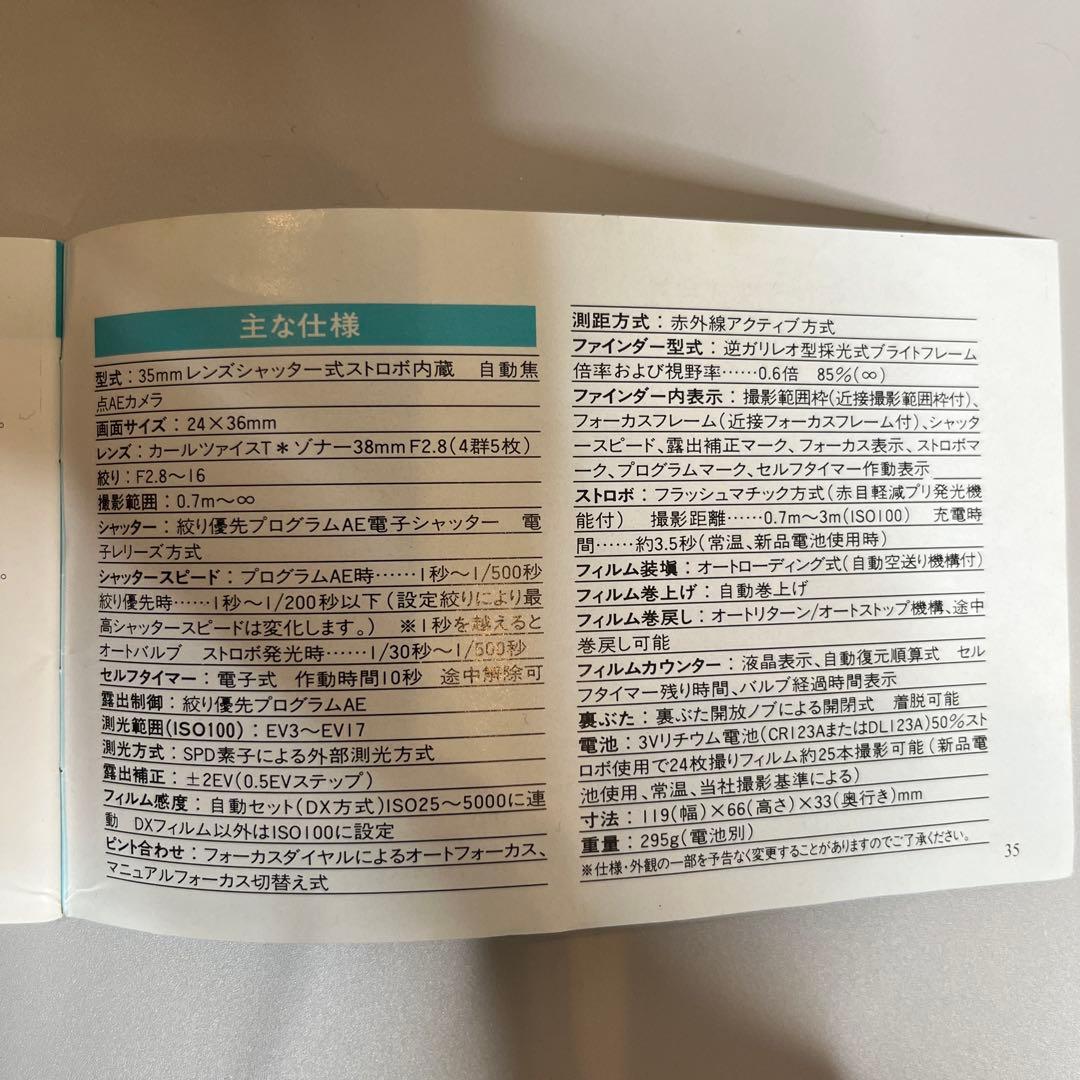 。
。
主な仕様
型式：35mmレンズシャッター式ストロボ内蔵　自動焦
点AEカメラ
画面サイズ：24×36mm
レンズ：カールツァイスT＊ゾナー38mmF2.8(4群5枚)
絞り：F2.8〜16
撮影範囲：0.7m〜∞
シャッター：絞り優先プログラムAE電子シャッター　電
子レリーズ方式
シャッタースピード：プログラムAE時……1秒〜1/500秒
絞り優先時……1秒〜1/200秒以下(設定絞りにより最
高シャッタースピードは変化します。)　※1秒を越えると
オートバルブ　ストロボ発光時……1/30秒〜1/500秒
セルフタイマー：電子式　作動時間10秒　途中解除可
露出制御：絞り優先プログラムAE
測光範囲(ISO100)：EV3〜EV17
測光方式：SPD素子による外部測光方式
露出補正：±2EV(0.5EVステップ)
フィルム感度：自動セット(DX方式)ISO25〜5000に連
動　DXフィルム以外はISO100に設定
ピント合わせ：フォーカスダイヤルによるオートフォーカス、
マニュアルフォーカス切替え式
測距方式：赤外線アクティブ方式
ファインダー型式：逆ガリレオ型採光式ブライトフレーム
倍率および視野率……0.6倍　85%(∞)
ファインダー内表示：撮影範囲枠(近接撮影範囲枠付)、
フォーカスフレーム(近接フォーカスフレーム付)、シャッタ
ースピード、露出補正マーク、フォーカス表示、ストロボマ
ーク、プログラムマーク、セルフタイマー作動表示
ストロボ：フラッシュマチック方式(赤目軽減プリ発光機
能付)　撮影距離……0.7m〜3m(ISO100)　充電時
間……約3.5秒(常温、新品電池使用時)
フィルム装塡：オートローディング式(自動空送り機構付)
フィルム巻上げ：自動巻上げ
フィルム巻戻し：オートリターン/オートストップ機構、途中
巻戻し可能
フィルムカウンター：液晶表示、自動復元順算式　セル
フタイマー残り時間、バルブ経過時間表示
裏ぶた：裏ぶた開放ノブによる開閉式　着脱可能
電池：3Vリチウム電池(CR123AまたはDL123A)50%スト
ロボ使用で24枚撮りフィルム約25本撮影可能(新品電
池使用、常温、当社撮影基準による)
寸法：119(幅)×66(高さ)×33(奥行き)mm
重量：295g(電池別)
※仕様・外観の一部を予告なく変更することがありますのでご了承ください。
35